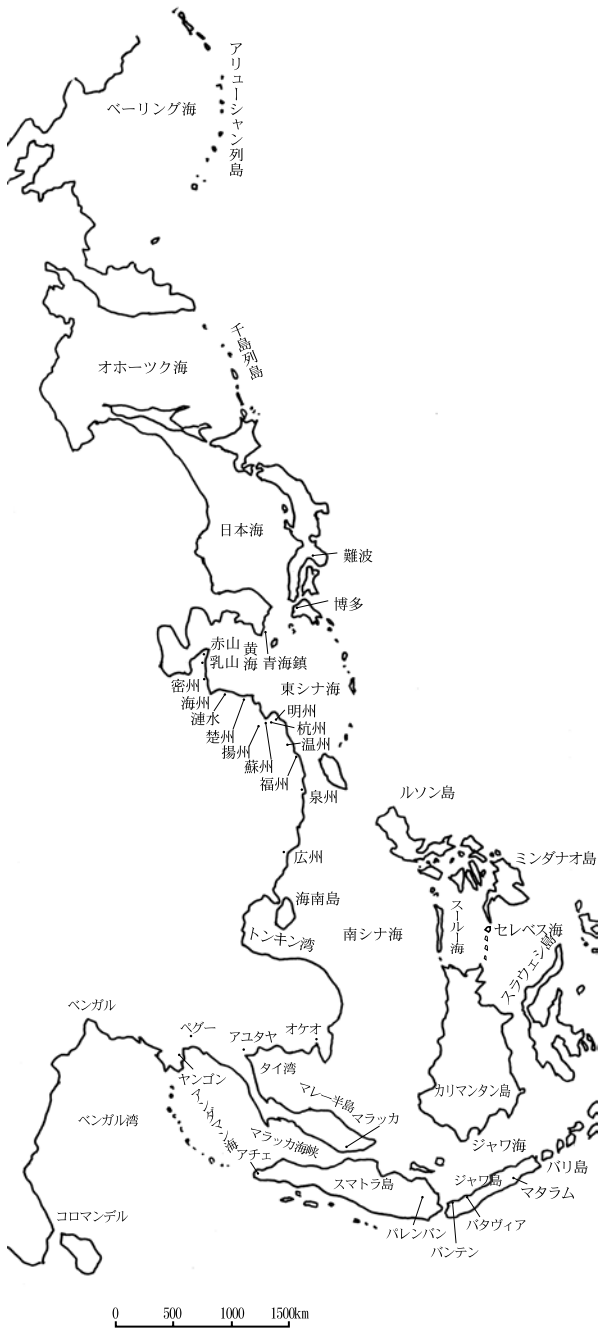 アリューシャン列島
ベーリング海
千島列島
オホーツク海
日本海
難波
博多
赤山
黄海
乳山
青海鎮
密州
東シナ海
海州
漣水
明州
楚州
杭州
揚州
温州
蘇州
福州
泉州
ルソン島
広州
ミンダナオ島
海南島
スールー海
トンキン湾
南シナ海
セレベス海
スラウェシ島
ベンガル
ペグー
アユタヤ
オケオ
タイ湾
ヤンゴン
アンダマン海
マレー半島
マラッカ
カリマンタン島
ベンガル湾
マラッカ海峡
ジャワ海
アチェ
バリ島
スマトラ島
ジャワ島
マタラム
コロマンデル
パレンバン
バタヴィア
バンテン
0 500 1000 1500km